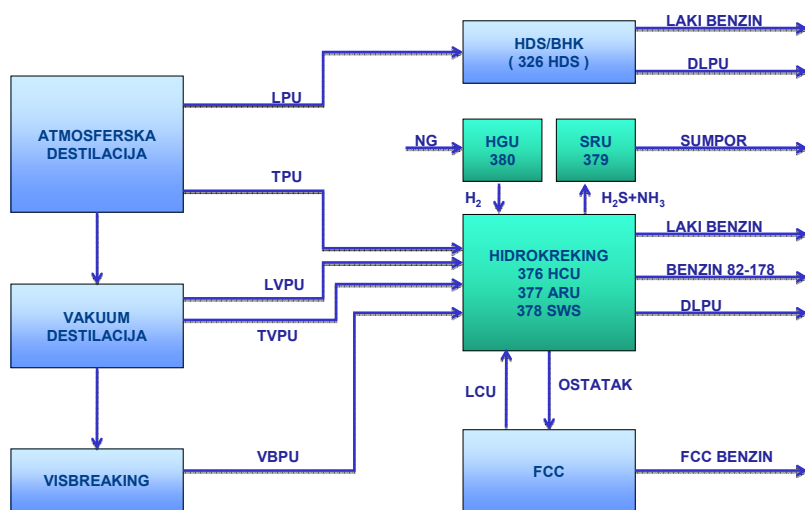 LAKI BENZIN
HDS/BHK
( 326 HDS )
DLPU
LPU
ATMOSFERSKA
DESTILACIJA
NG
HGU
380
SRU
379
SUMPOR
TPU
H₂
H₂S+NH₃
LAKI BENZIN
HIDROKREKING
376 HCU
377 ARU
378 SWS
BENZIN 82-178
DLPU
LVPU
VAKUUM
DESTILACIJA
TVPU
LCU
OSTATAK
VBPU
VISBREAKING
FCC
FCC BENZIN